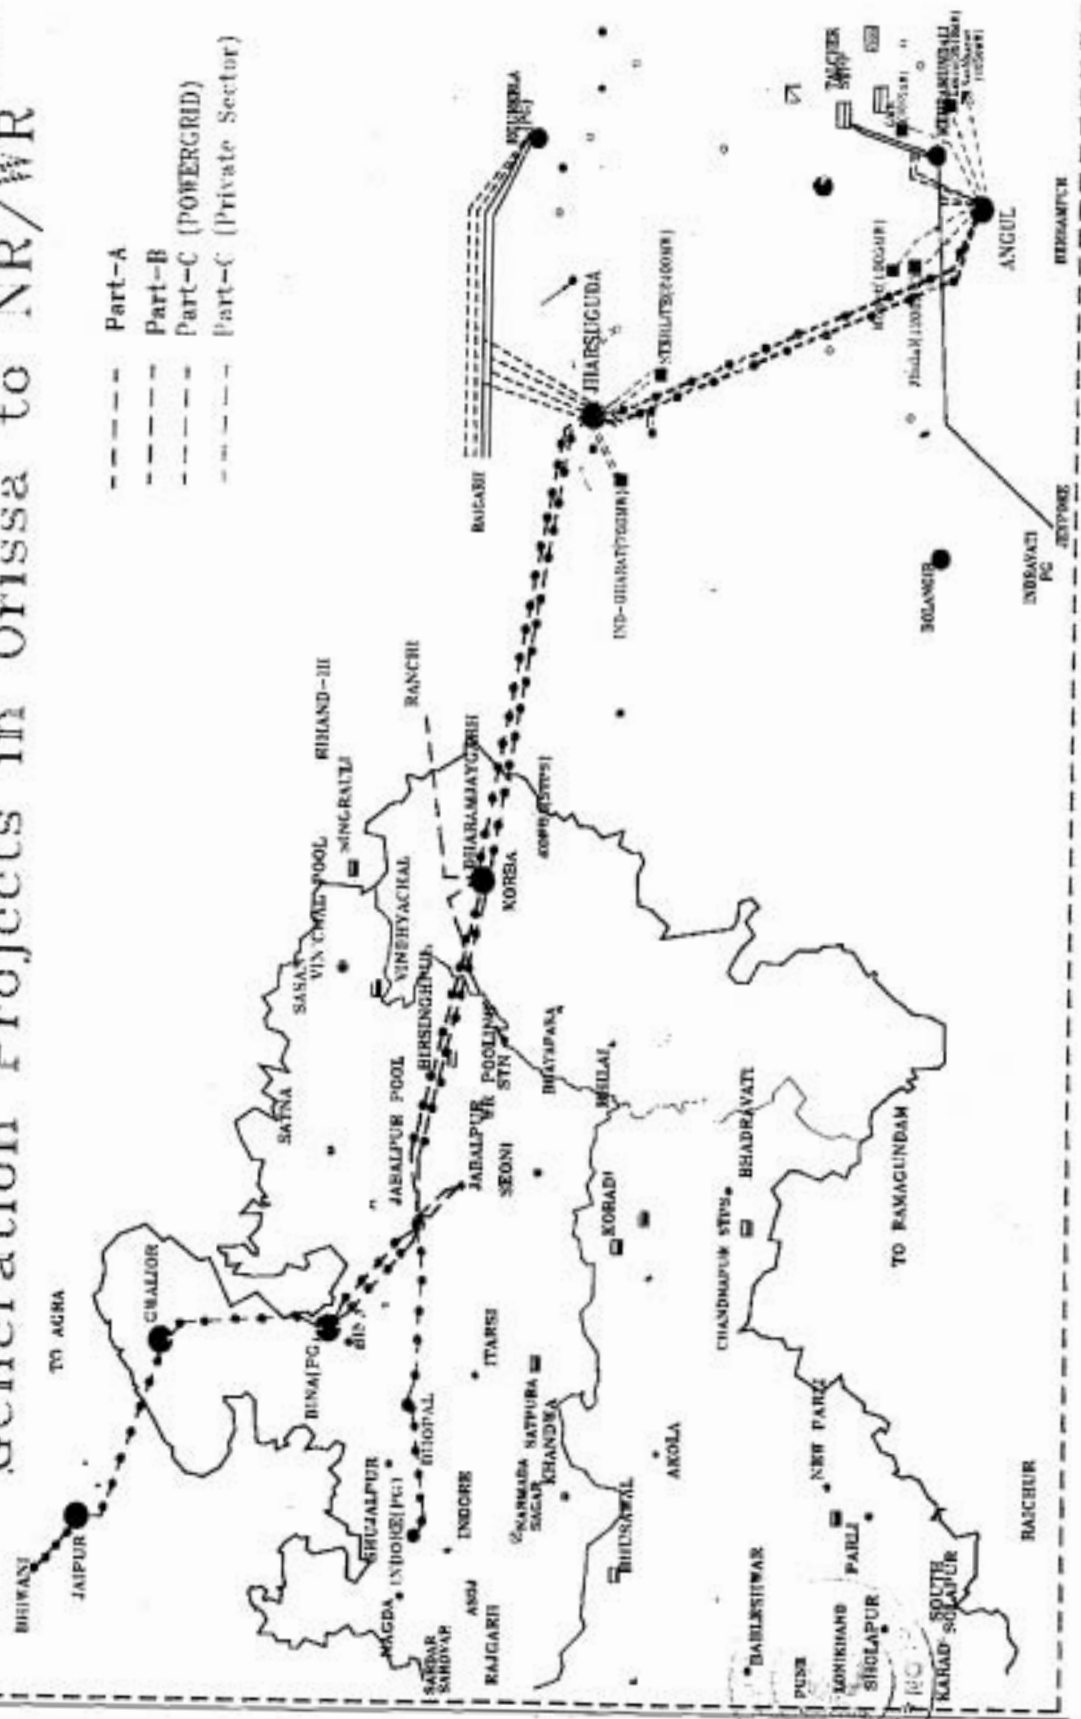 Generation Projects in Orissa to NR/WR
Part-A
Part-B
Part-C (POWERGRID)
Part-C (Private Sector)
BHIWANI
JAIPUR
TO AGRA
GWALIOR
BINA(PG)
SATNA
SASAN
VINDHYACHAL
SINGRAULI
RIHAND-III
RANCHI
DHARAMJAYGARH
KORBA
BIRSINGHPUR
JABALPUR POOL
JABALPUR
WR POOLING
STN
SEONI
BHATAPARA
BHILAI
SHUJALPUR
BHOPAL
INDORE(PG)
INDORE
NAGDA
ITARSI
SARDAR
SAROVAR
ASOJ
RAJGARH
NARMADA
SAGAR
SATPURA
KHANDWA
KORADI
BHUSAWAL
AKOLA
CHANDRAPUR STPS
BHADRAVATI
TO RAMAGUNDAM
BABLESHWAR
PUNE
SHOLAPUR
PARLI
NEW PARLI
KARAD
SOUTH
SOLAPUR
RAICHUR
RAIGARH
JHARSUGUDA
STERLITE(2400MW)
TALCHER
ANGUL
BOLANGIR
INDRAVATI
PG
JEYPORE
BERHAMPUR